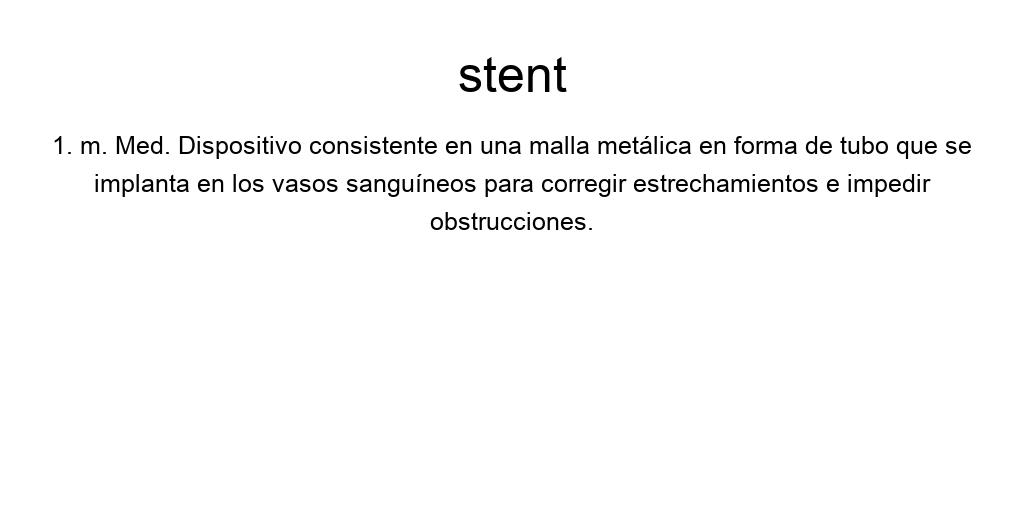 stent
1. m. Med. Dispositivo consistente en una malla metálica en forma de tubo que se
implanta en los vasos sanguíneos para corregir estrechamientos e impedir
obstrucciones.